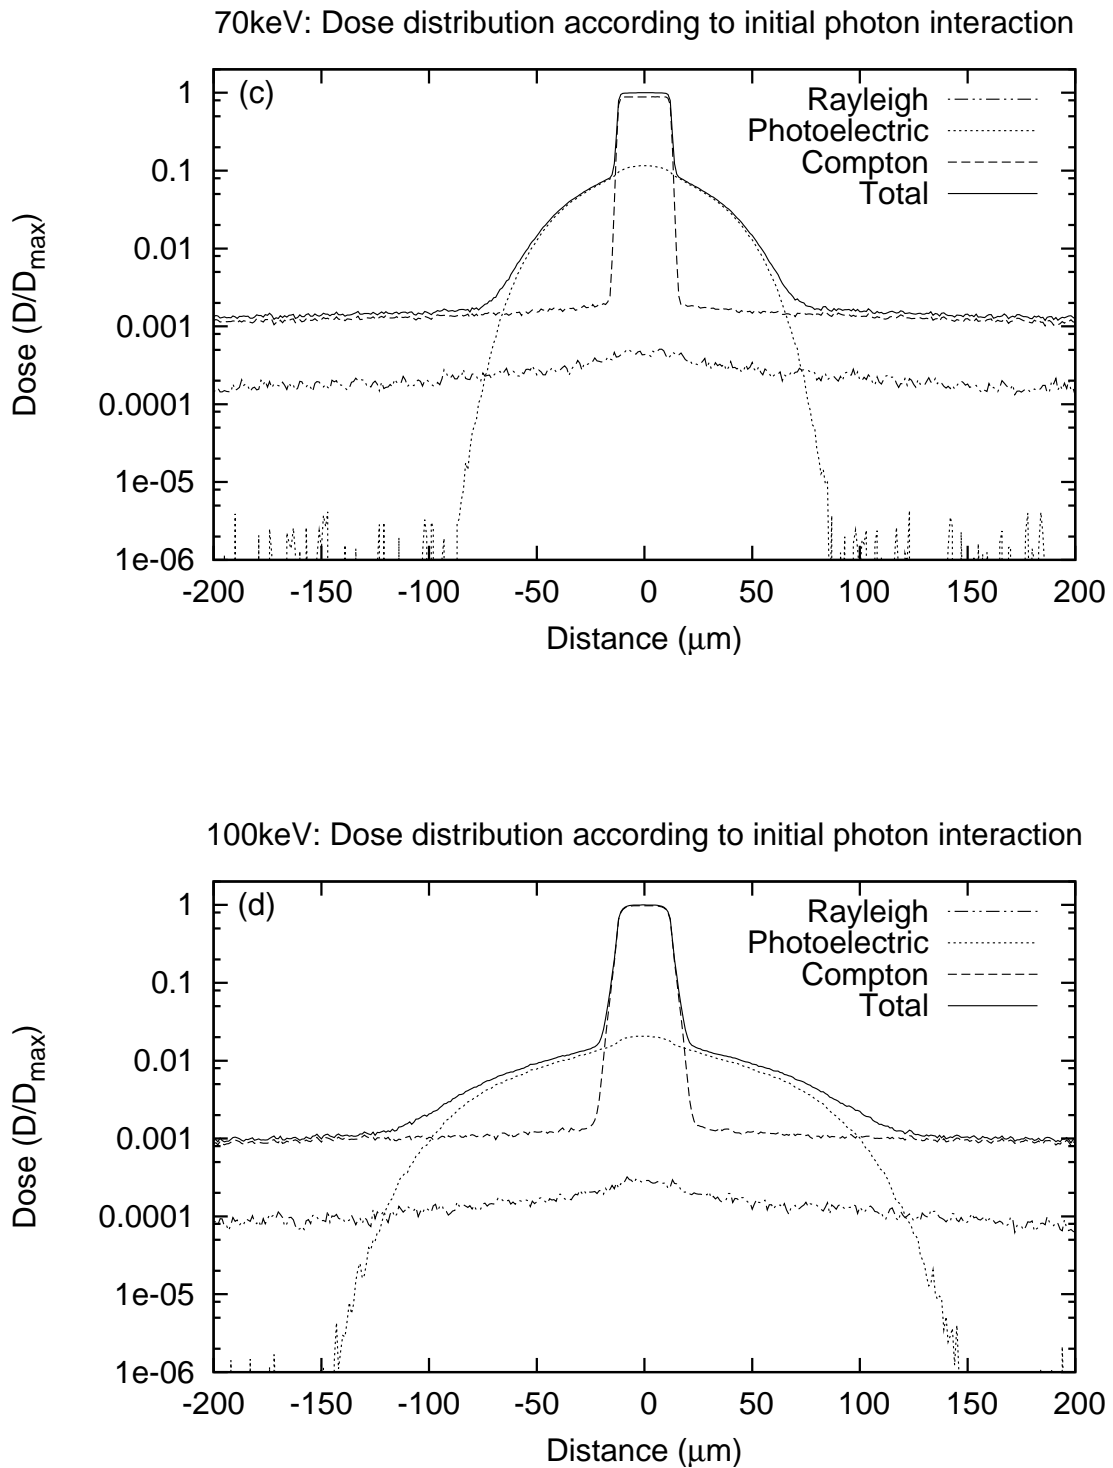 70keV: Dose distribution according to initial photon interaction
(c)
Rayleigh
Photoelectric
Compton
Total
1
0.1
0.01
0.001
0.0001
1e-05
1e-06
Dose (D/Dmax)
-200 -150 -100 -50 0 50 100 150 200
Distance (μm)
100keV: Dose distribution according to initial photon interaction
(d)
Rayleigh
Photoelectric
Compton
Total
1
0.1
0.01
0.001
0.0001
1e-05
1e-06
Dose (D/Dmax)
-200 -150 -100 -50 0 50 100 150 200
Distance (μm)